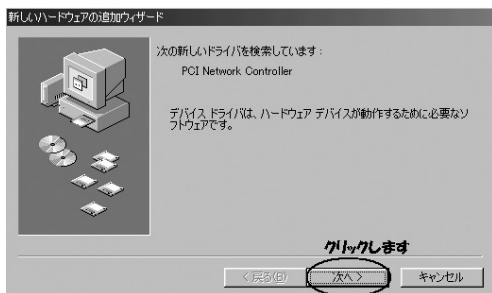 新しいハードウェアの追加ウィザード
次の新しいドライバを検索しています :
PCI Network Controller
デバイス ドライバは、ハードウェア デバイスが動作するために必要なソ
フトウェアです。
クリックします
< 戻る(B)
次へ >
キャンセル